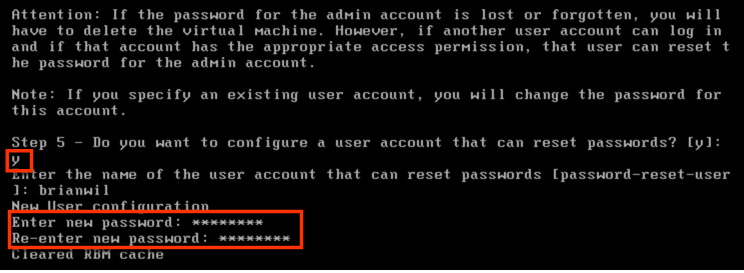 Attention: If the password for the admin account is lost or forgotten, you will
have to delete the virtual machine. However, if another user account can log in
and if that account has the appropriate access permission, that user can reset t
he password for the admin account.
Note: If you specify an existing user account, you will change the password for
this account.
Step 5 - Do you want to configure a user account that can reset passwords? [y]:
y
Enter the name of the user account that can reset passwords [password-reset-user
]: brianwil
New User configuration
Enter new password: ********
Re-enter new password: ********
Cleared RBM cache